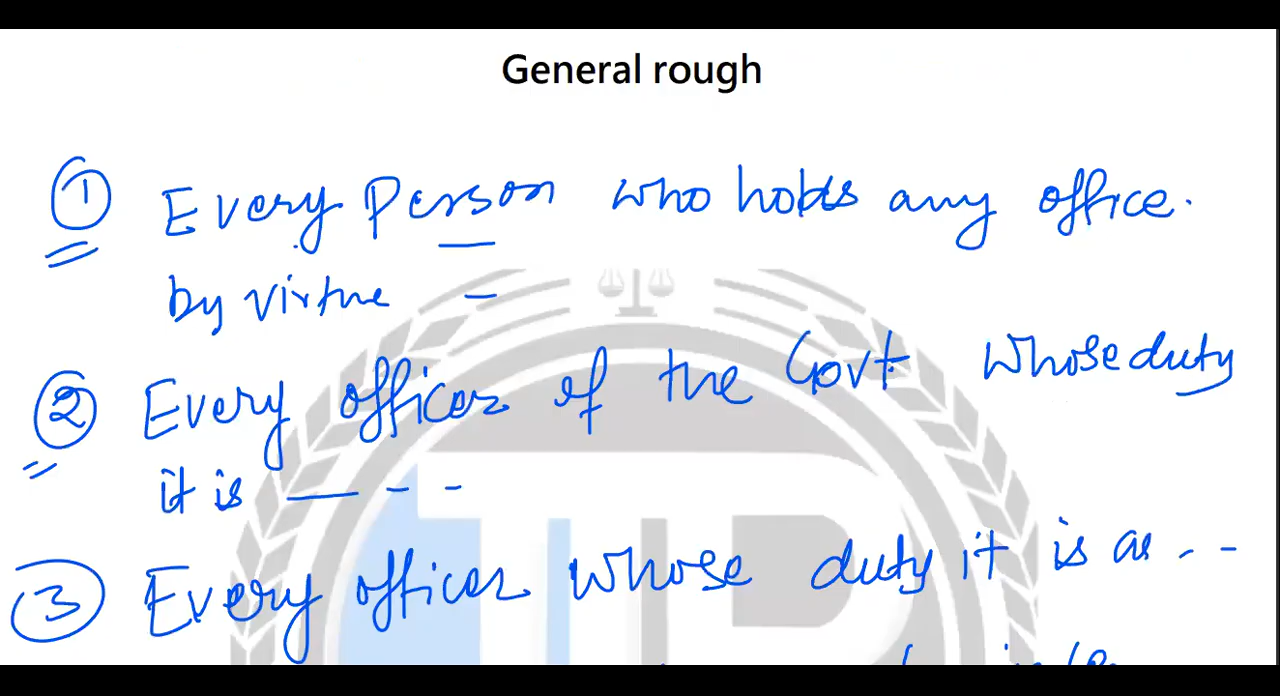 General rough
① Every Person who holds any office.
by virtue –
② Every officer of the Govt whose duty
it is — - -
③ Every officer whose duty it is as - -